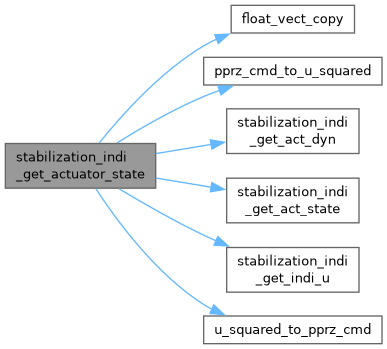 float_vect_copy
pprz_cmd_to_u_squared
stabilization_indi
_get_act_dyn
stabilization_indi
_get_actuator_state
stabilization_indi
_get_act_state
stabilization_indi
_get_indi_u
u_squared_to_pprz_cmd